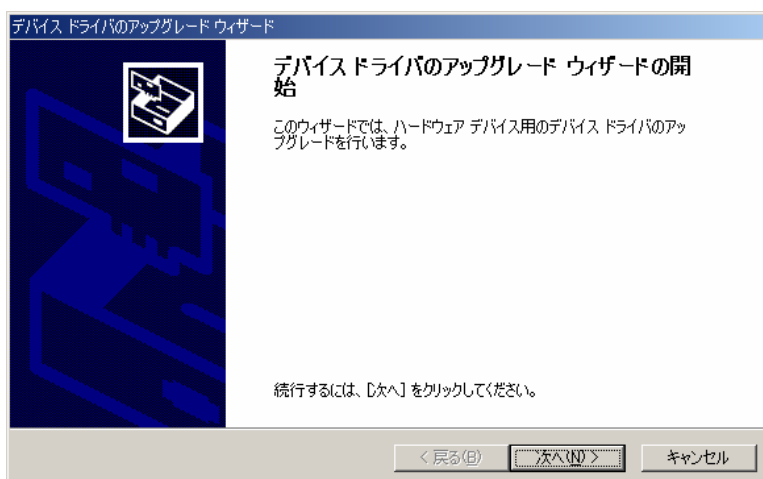 デバイス ドライバのアップグレード ウィザード
デバイス ドライバのアップグレード ウィザードの開
始
このウィザードでは、ハードウェア デバイス用のデバイス ドライバのアッ
プグレードを行います。
続行するには、[次へ] をクリックしてください。
< 戻る(B)
次へ(N) >
キャンセル